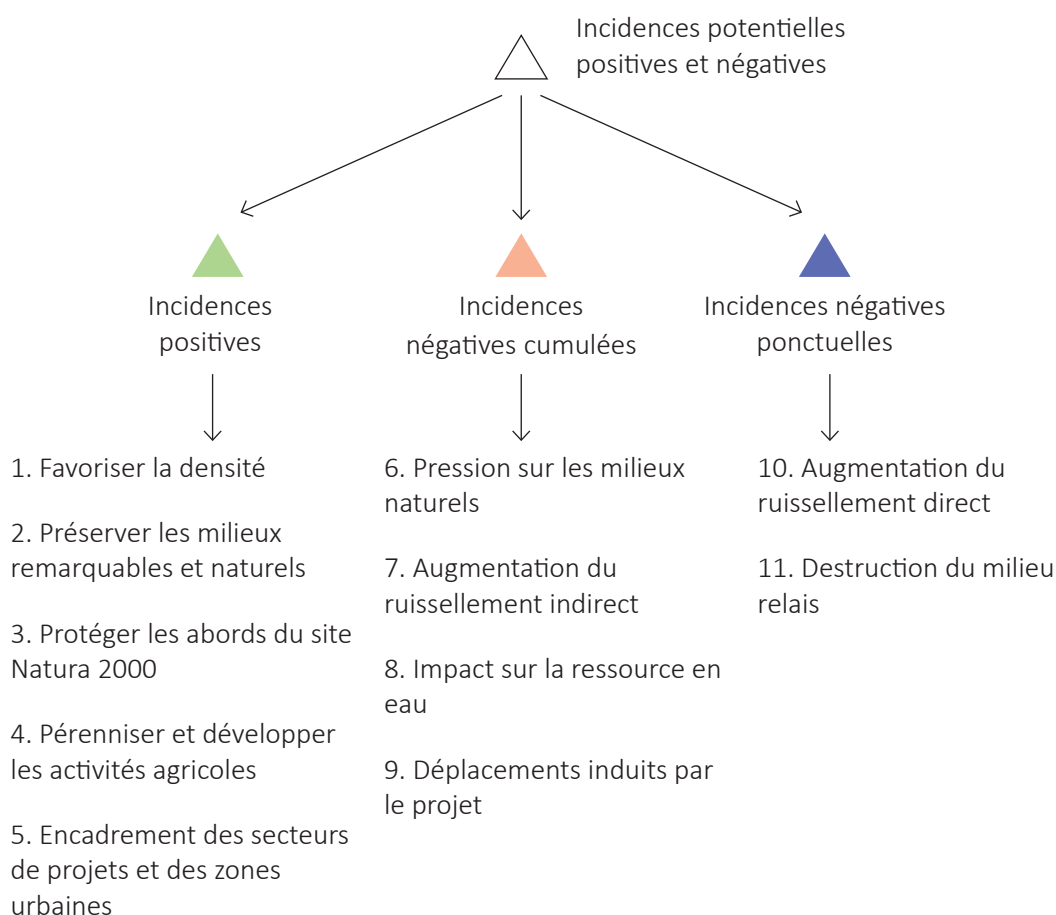 Incidences potentielles
positives et négatives
Incidences
positives
Incidences
négatives cumulées
Incidences négatives
ponctuelles
1. Favoriser la densité
2. Préserver les milieux
remarquables et naturels
3. Protéger les abords du site
Natura 2000
4. Pérenniser et développer
les activités agricoles
5. Encadrement des secteurs
de projets et des zones
urbaines
6. Pression sur les milieux
naturels
7. Augmentation du
ruissellement indirect
8. Impact sur la ressource en
eau
9. Déplacements induits par
le projet
10. Augmentation du
ruissellement direct
11. Destruction du milieu
relais